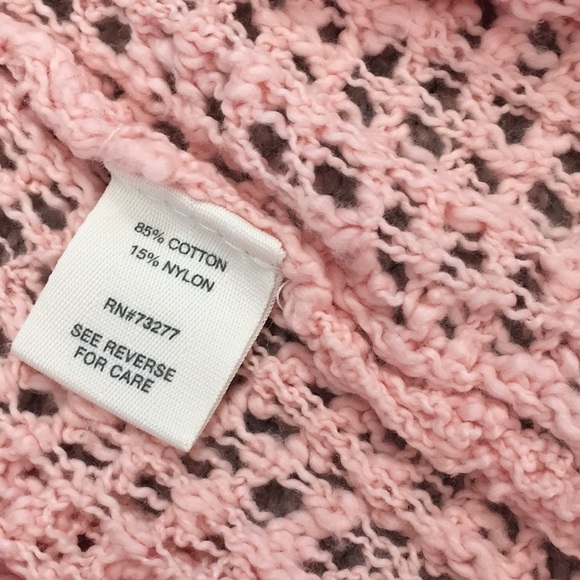 85% COTTON
15% NYLON
RN#73277
SEE REVERSE
FOR CARE